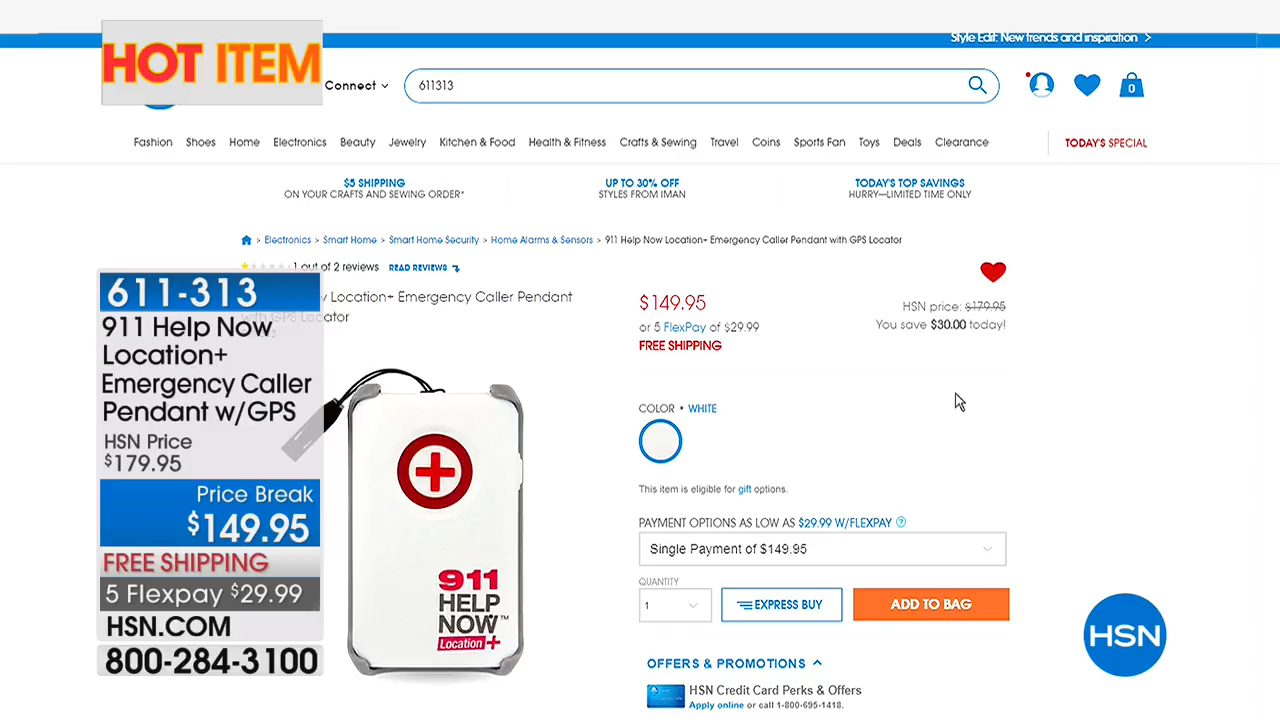 Style Edit: New trends and inspiration >
HOT ITEM
Connect
611313
0
Fashion Shoes Home Electronics Beauty Jewelry Kitchen & Food Health & Fitness Crafts & Sewing Travel Coins Sports Fan Toys Deals Clearance TODAY'S SPECIAL
$5 SHIPPING
ON YOUR CRAFTS AND SEWING ORDER*
UP TO 30% OFF
STYLES FROM IMAN
TODAY'S TOP SAVINGS
HURRY—LIMITED TIME ONLY
> Electronics > Smart Home > Smart Home Security > Home Alarms & Sensors > 911 Help Now Location+ Emergency Caller Pendant with GPS Locator
1 out of 2 reviews READ REVIEWS
Location+ Emergency Caller Pendant
with GPS Locator
611-313
911 Help Now
Location+
Emergency Caller
Pendant w/GPS
HSN Price
$179.95
Price Break
$149.95
FREE SHIPPING
5 Flexpay $29.99
HSN.COM
800-284-3100
911
HELP
NOW™
Location+
$149.95
or 5 FlexPay of $29.99
FREE SHIPPING
HSN price: $179.95
You save $30.00 today!
COLOR • WHITE
This item is eligible for gift options.
PAYMENT OPTIONS AS LOW AS $29.99 W/FLEXPAY ?
Single Payment of $149.95
QUANTITY
1
EXPRESS BUY
ADD TO BAG
OFFERS & PROMOTIONS
HSN Credit Card Perks & Offers
Apply online or call 1-800-695-1418.
HSN